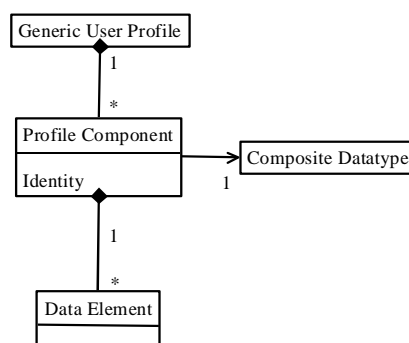 Generic User Profile
1
*
Profile Component
Identity
1
Composite Datatype
1
*
Data Element